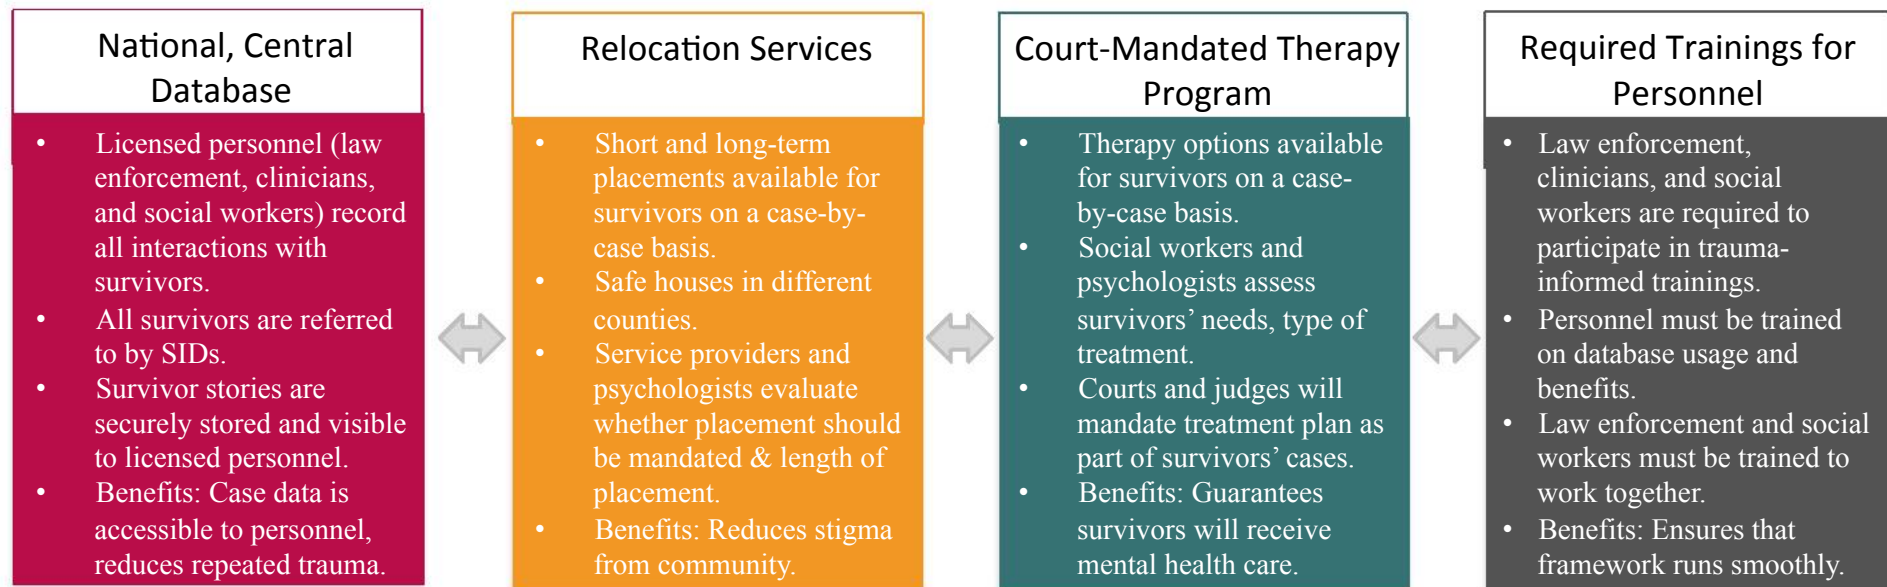 National, Central
Database
• Licensed personnel (law
enforcement, clinicians,
and social workers) record
all interactions with
survivors.
• All survivors are referred
to by SIDs.
• Survivor stories are
securely stored and visible
to licensed personnel.
• Benefits: Case data is
accessible to personnel,
reduces repeated trauma.
Relocation Services
• Short and long-term
placements available for
survivors on a case-by-
case basis.
• Safe houses in different
counties.
• Service providers and
psychologists evaluate
whether placement should
be mandated & length of
placement.
• Benefits: Reduces stigma
from community.
Court-Mandated Therapy
Program
• Therapy options available
for survivors on a case-
by-case basis.
• Social workers and
psychologists assess
survivors’ needs, type of
treatment.
• Courts and judges will
mandate treatment plan as
part of survivors’ cases.
• Benefits: Guarantees
survivors will receive
mental health care.
Required Trainings for
Personnel
• Law enforcement,
clinicians, and social
workers are required to
participate in trauma-
informed trainings.
• Personnel must be trained
on database usage and
benefits.
• Law enforcement and social
workers must be trained to
work together.
• Benefits: Ensures that
framework runs smoothly.